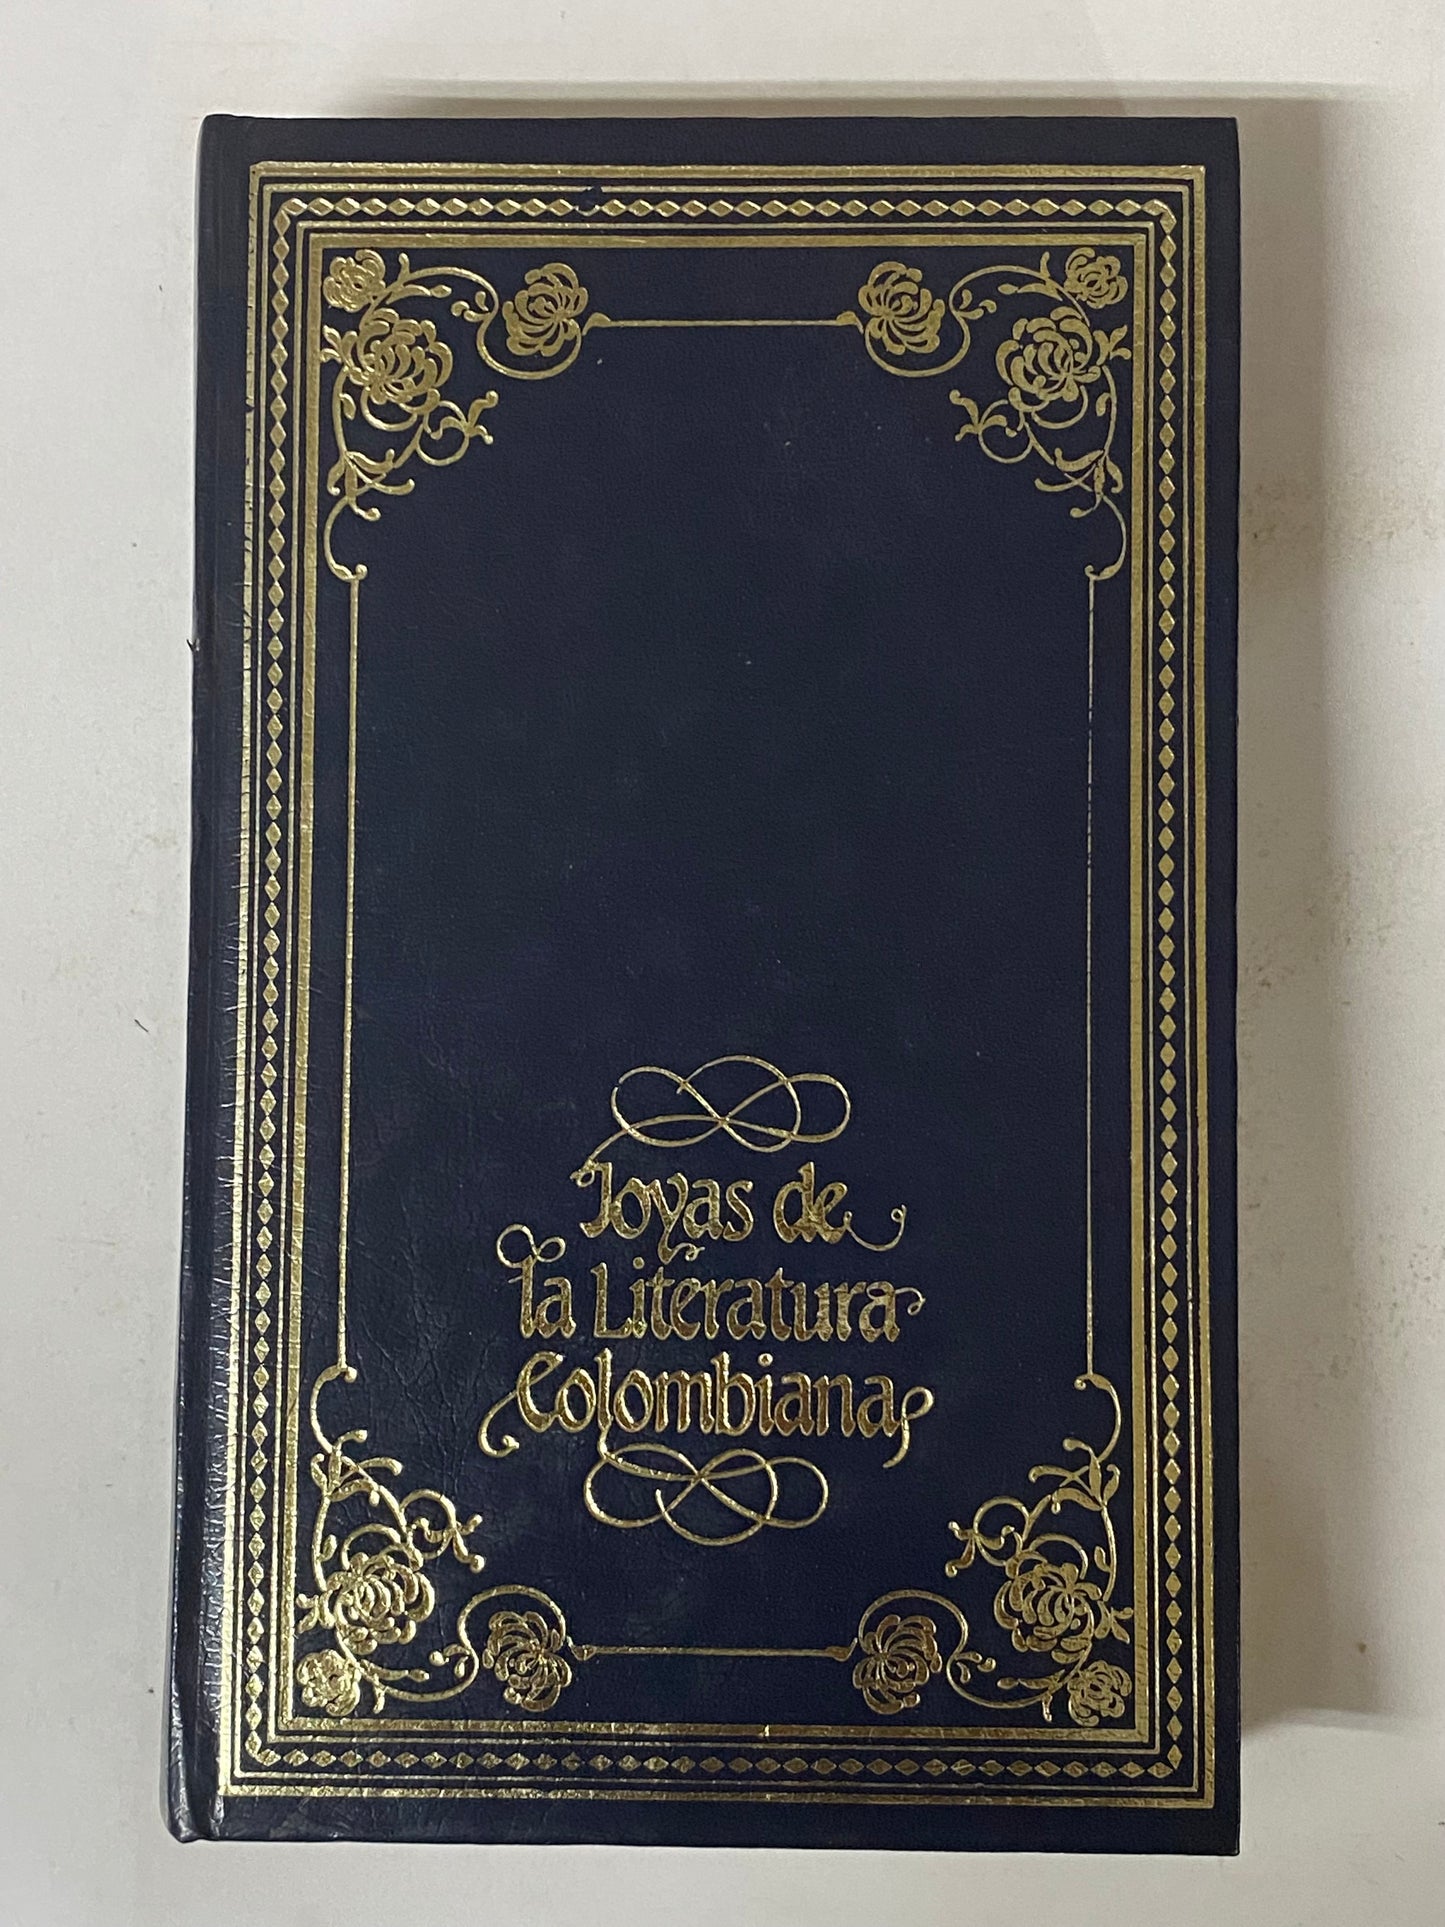 Joyas de
la Literatura
Colombiana